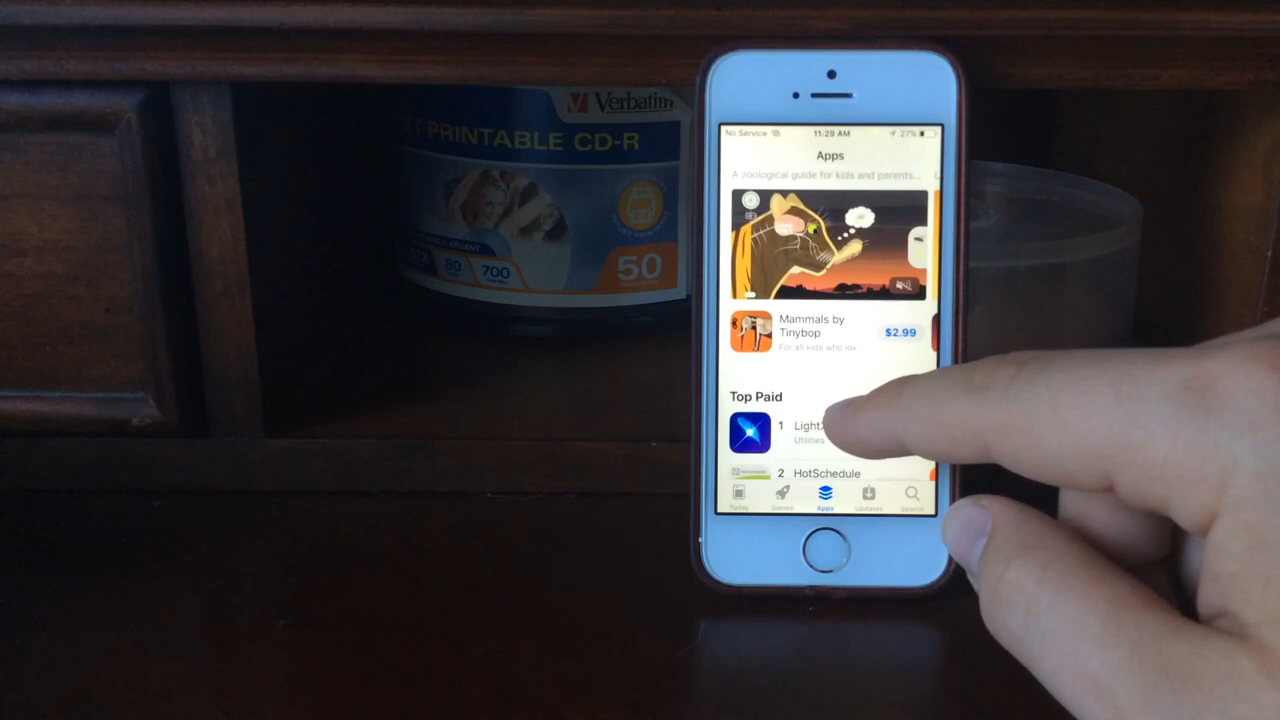 Verbatim
T PRINTABLE CD-R
80
700
50
No Service
11:29 AM
27%
Apps
A zoological guide for kids and parents...
Mammals by
Tinybop
$2.99
For all kids who lov...
Top Paid
1 Light
Utilities
2 HotSchedule
Today
Games
Apps
Updates
Search